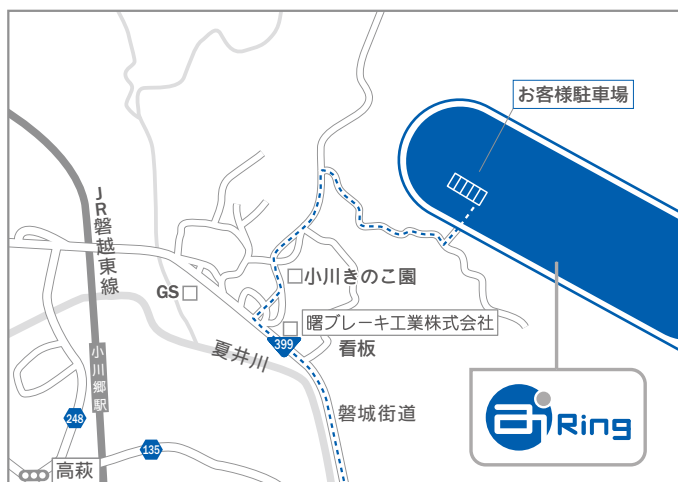 お客様駐車場
JR磐越東線
小川きのこ園
GS
曙ブレーキ工業株式会社
399
看板
夏井川
小川郷駅
磐城街道
248
135
高萩
ai Ring